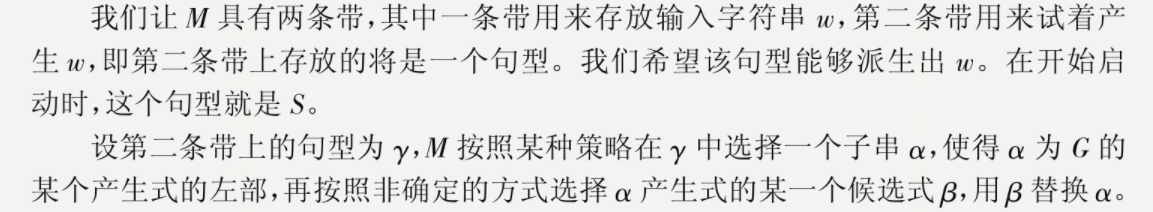 我们让 M 具有两条带,其中一条带用来存放输入字符串 w,第二条带用来试着产
生 w,即第二条带上存放的将是一个句型。我们希望该句型能够派生出 w。在开始启
动时,这个句型就是 S。
设第二条带上的句型为 γ,M 按照某种策略在 γ 中选择一个子串 α,使得 α 为 G 的
某个产生式的左部,再按照非确定的方式选择 α 产生式的某一个候选式 β,用 β 替换 α。